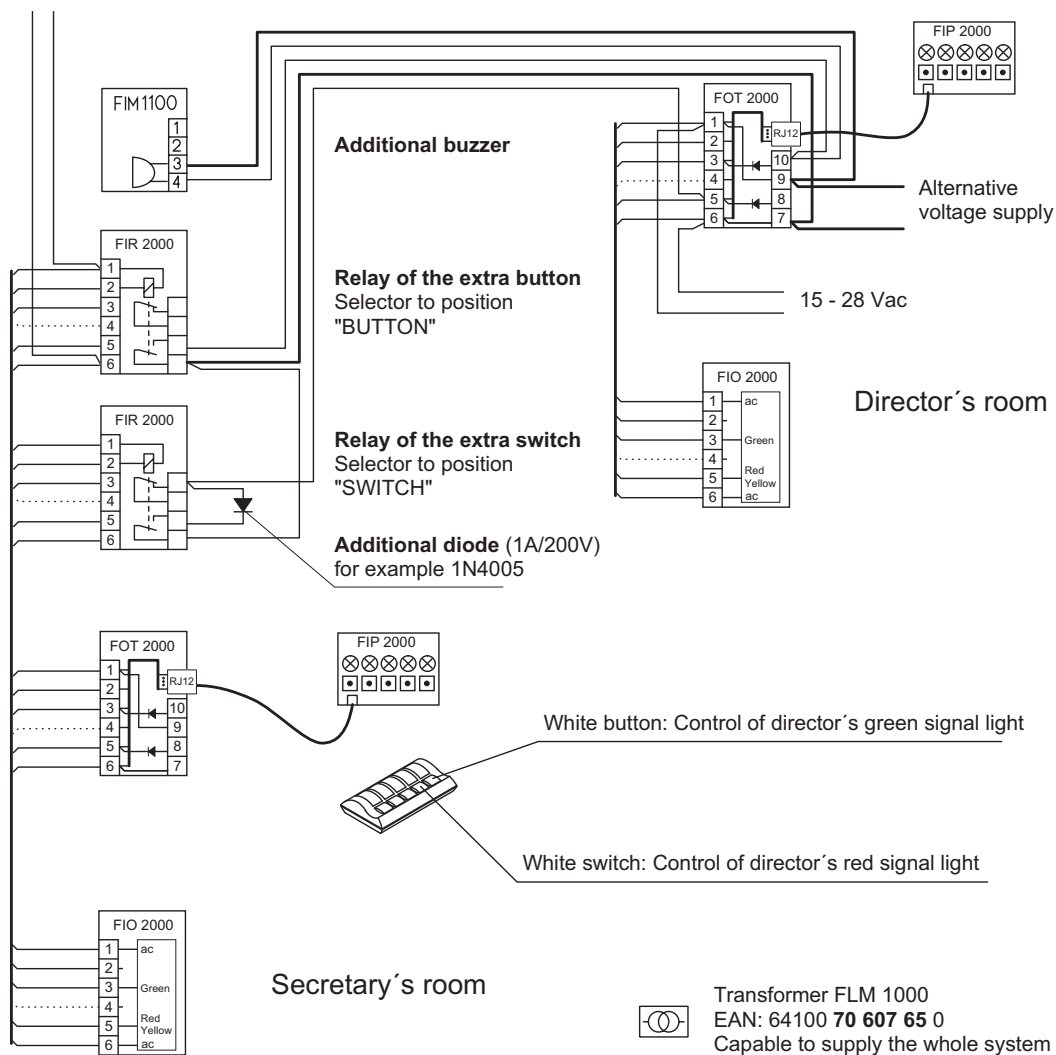 FIP 2000
FIM1100
1
2
3
4
Additional buzzer
FOT 2000
1
2
3
4
5
6
RJ12
10
9
8
7
Alternative
voltage supply
FIR 2000
1
2
3
4
5
6
Relay of the extra button
Selector to position
"BUTTON"
15 - 28 Vac
FIO 2000
1 ac
2
3 Green
4
5 Red
Yellow
6 ac
Director´s room
FIR 2000
1
2
3
4
5
6
Relay of the extra switch
Selector to position
"SWITCH"
Additional diode (1A/200V)
for example 1N4005
FOT 2000
1
2
3
4
5
6
RJ12
10
9
8
7
FIP 2000
White button: Control of director´s green signal light
White switch: Control of director´s red signal light
FIO 2000
1 ac
2
3 Green
4
5 Red
Yellow
6 ac
Secretary´s room
Transformer FLM 1000
EAN: 64100 70 607 65 0
Capable to supply the whole system